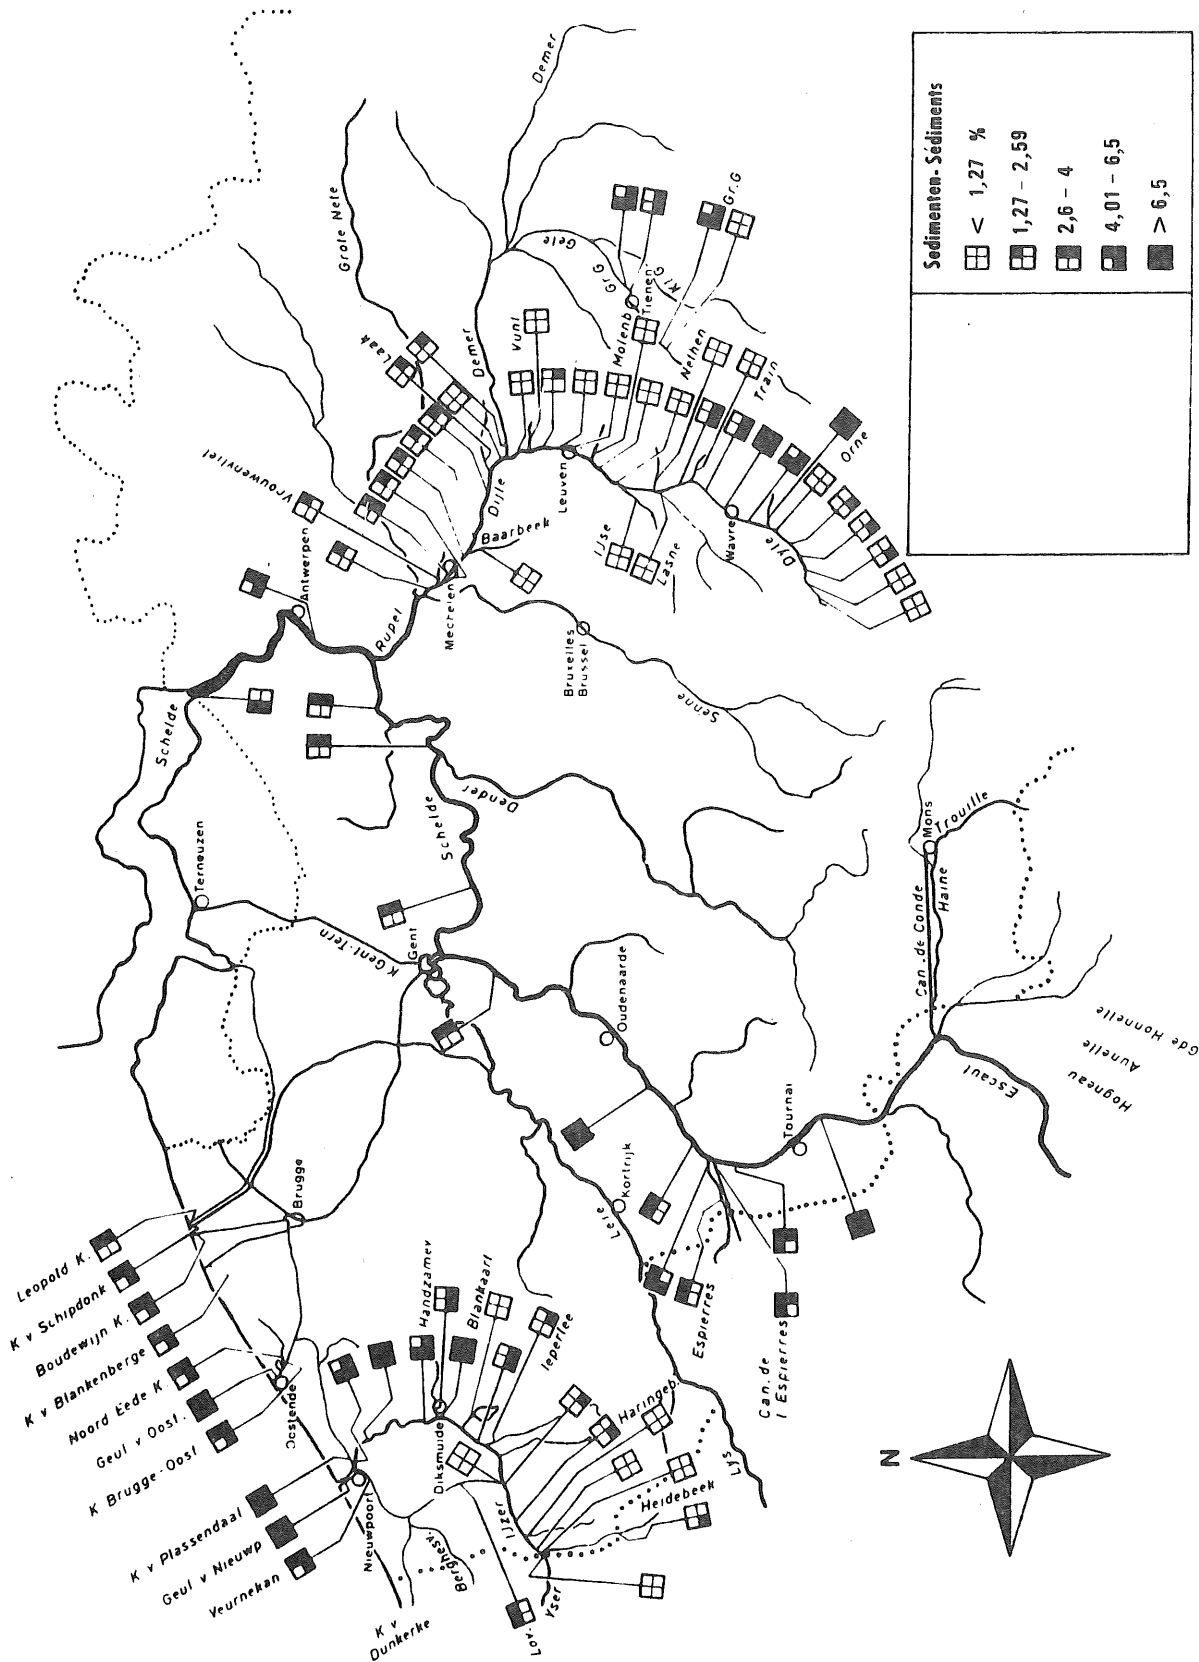 Sedimenten-Sédiments
< 1,27 %
1,27 - 2,59
2,6 - 4
4,01 - 6,5
> 6,5
Demer
Grote Nete
Laak
Demer
Vunt
Gete
Gr.G
Kl G
Tienen
Gr.G
Molenb
Nethen
Train
Orne
Vrouwenvliet
Dijle
Leuven
Baarbeek
IJse
Lasne
Wavre
Dyle
Antwerpen
Rupel
Mechelen
Bruxelles
Brussel
Senne
Schelde
Dender
Schelde
Terneuzen
K Gent-Tern
Gent
Oudenaarde
Mons
Trouille
Haine
Can. de Conde
Escaut
Hogneau
Aunelle
Gde Honnelle
Tournai
Kortrijk
Leie
Espierres
Can. de
l Espierres
Brugge
Leopold K.
K v Schipdonk
Boudewijn K.
K v Blankenberge
Noord Eede K
Geul v Oost.
K Brugge-Oost
K v Plassendaal
Geul v Nieuwp
Veurnekan
Oostende
Nieuwpoort
Handzamev
Blankaart
Ieperlee
Diksmuide
Haringeb.
Heidebeek
IJzer
Yser
Berghesv.
Lov.
K v
Dunkerke
Lys
N